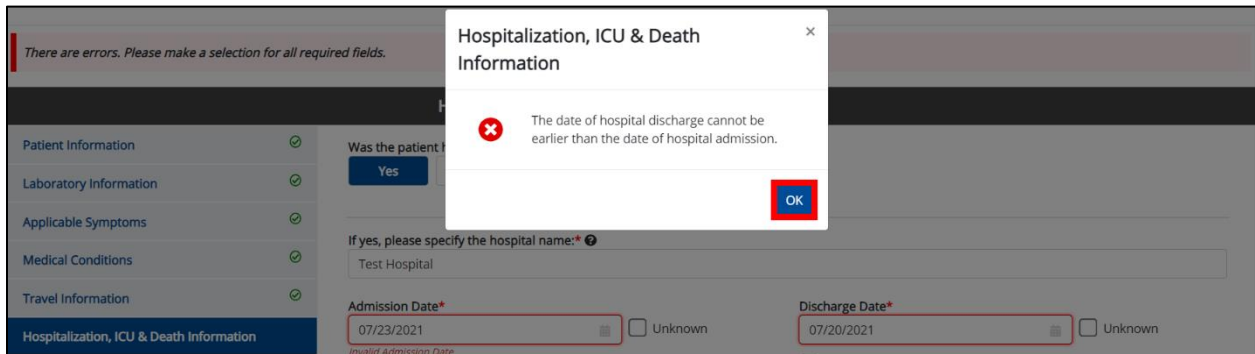 There are errors. Please make a selection for all required fields.
Hospitalization, ICU & Death
Information
×
The date of hospital discharge cannot be
earlier than the date of hospital admission.
OK
H
Patient Information
Laboratory Information
Applicable Symptoms
Medical Conditions
Travel Information
Hospitalization, ICU & Death Information
Was the patient h
Yes
If yes, please specify the hospital name:*
Test Hospital
Admission Date*
07/23/2021
Unknown
Invalid Admission Date
Discharge Date*
07/20/2021
Unknown